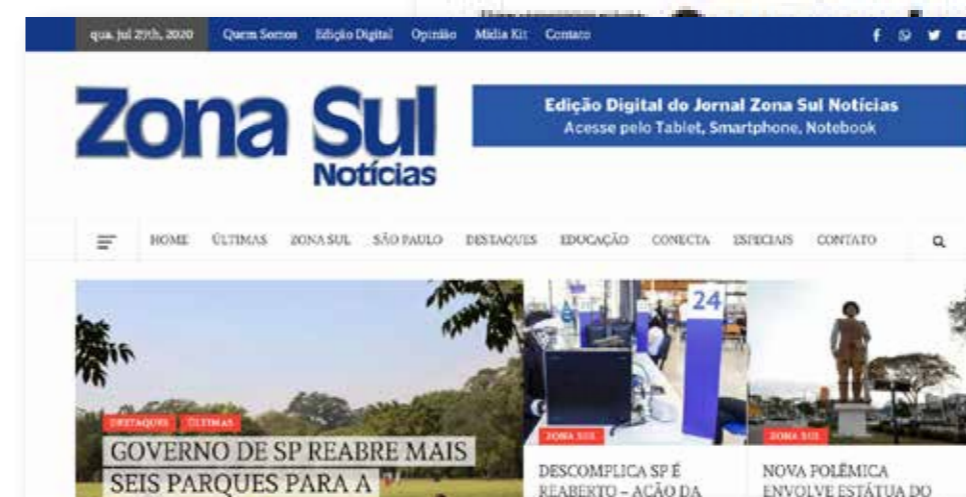 qua. jul 29th, 2020 Quem Somos Edição Digital Opinião Mídia Kit Contato
Zona Sul
Notícias
Edição Digital do Jornal Zona Sul Notícias
Acesse pelo Tablet, Smartphone, Notebook
HOME ÚLTIMAS ZONA SUL SÃO PAULO DESTAQUES EDUCAÇÃO CONECTA ESPECIAIS CONTATO
DESTAQUES ÚLTIMAS
GOVERNO DE SP REABRE MAIS
SEIS PARQUES PARA A
24
ZONA SUL
DESCOMPLICA SP É
REABERTO – AÇÃO DA
ZONA SUL
NOVA POLÊMICA
ENVOLVE ESTÁTUA DO